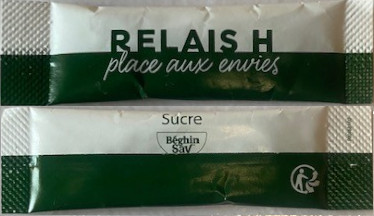 RELAIS H
place aux envies
Sucre
Béghin
Say